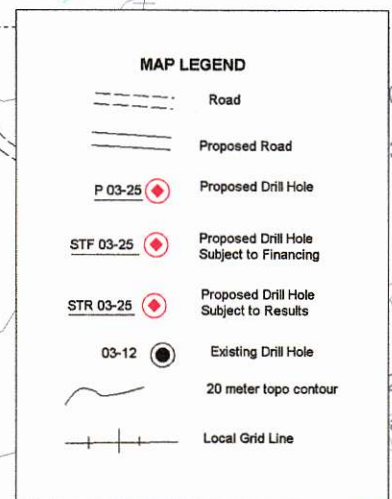 MAP LEGEND
Road
Proposed Road
P 03-25 Proposed Drill Hole
STF 03-25 Proposed Drill Hole
Subject to Financing
STR 03-25 Proposed Drill Hole
Subject to Results
03-12 Existing Drill Hole
20 meter topo contour
Local Grid Line